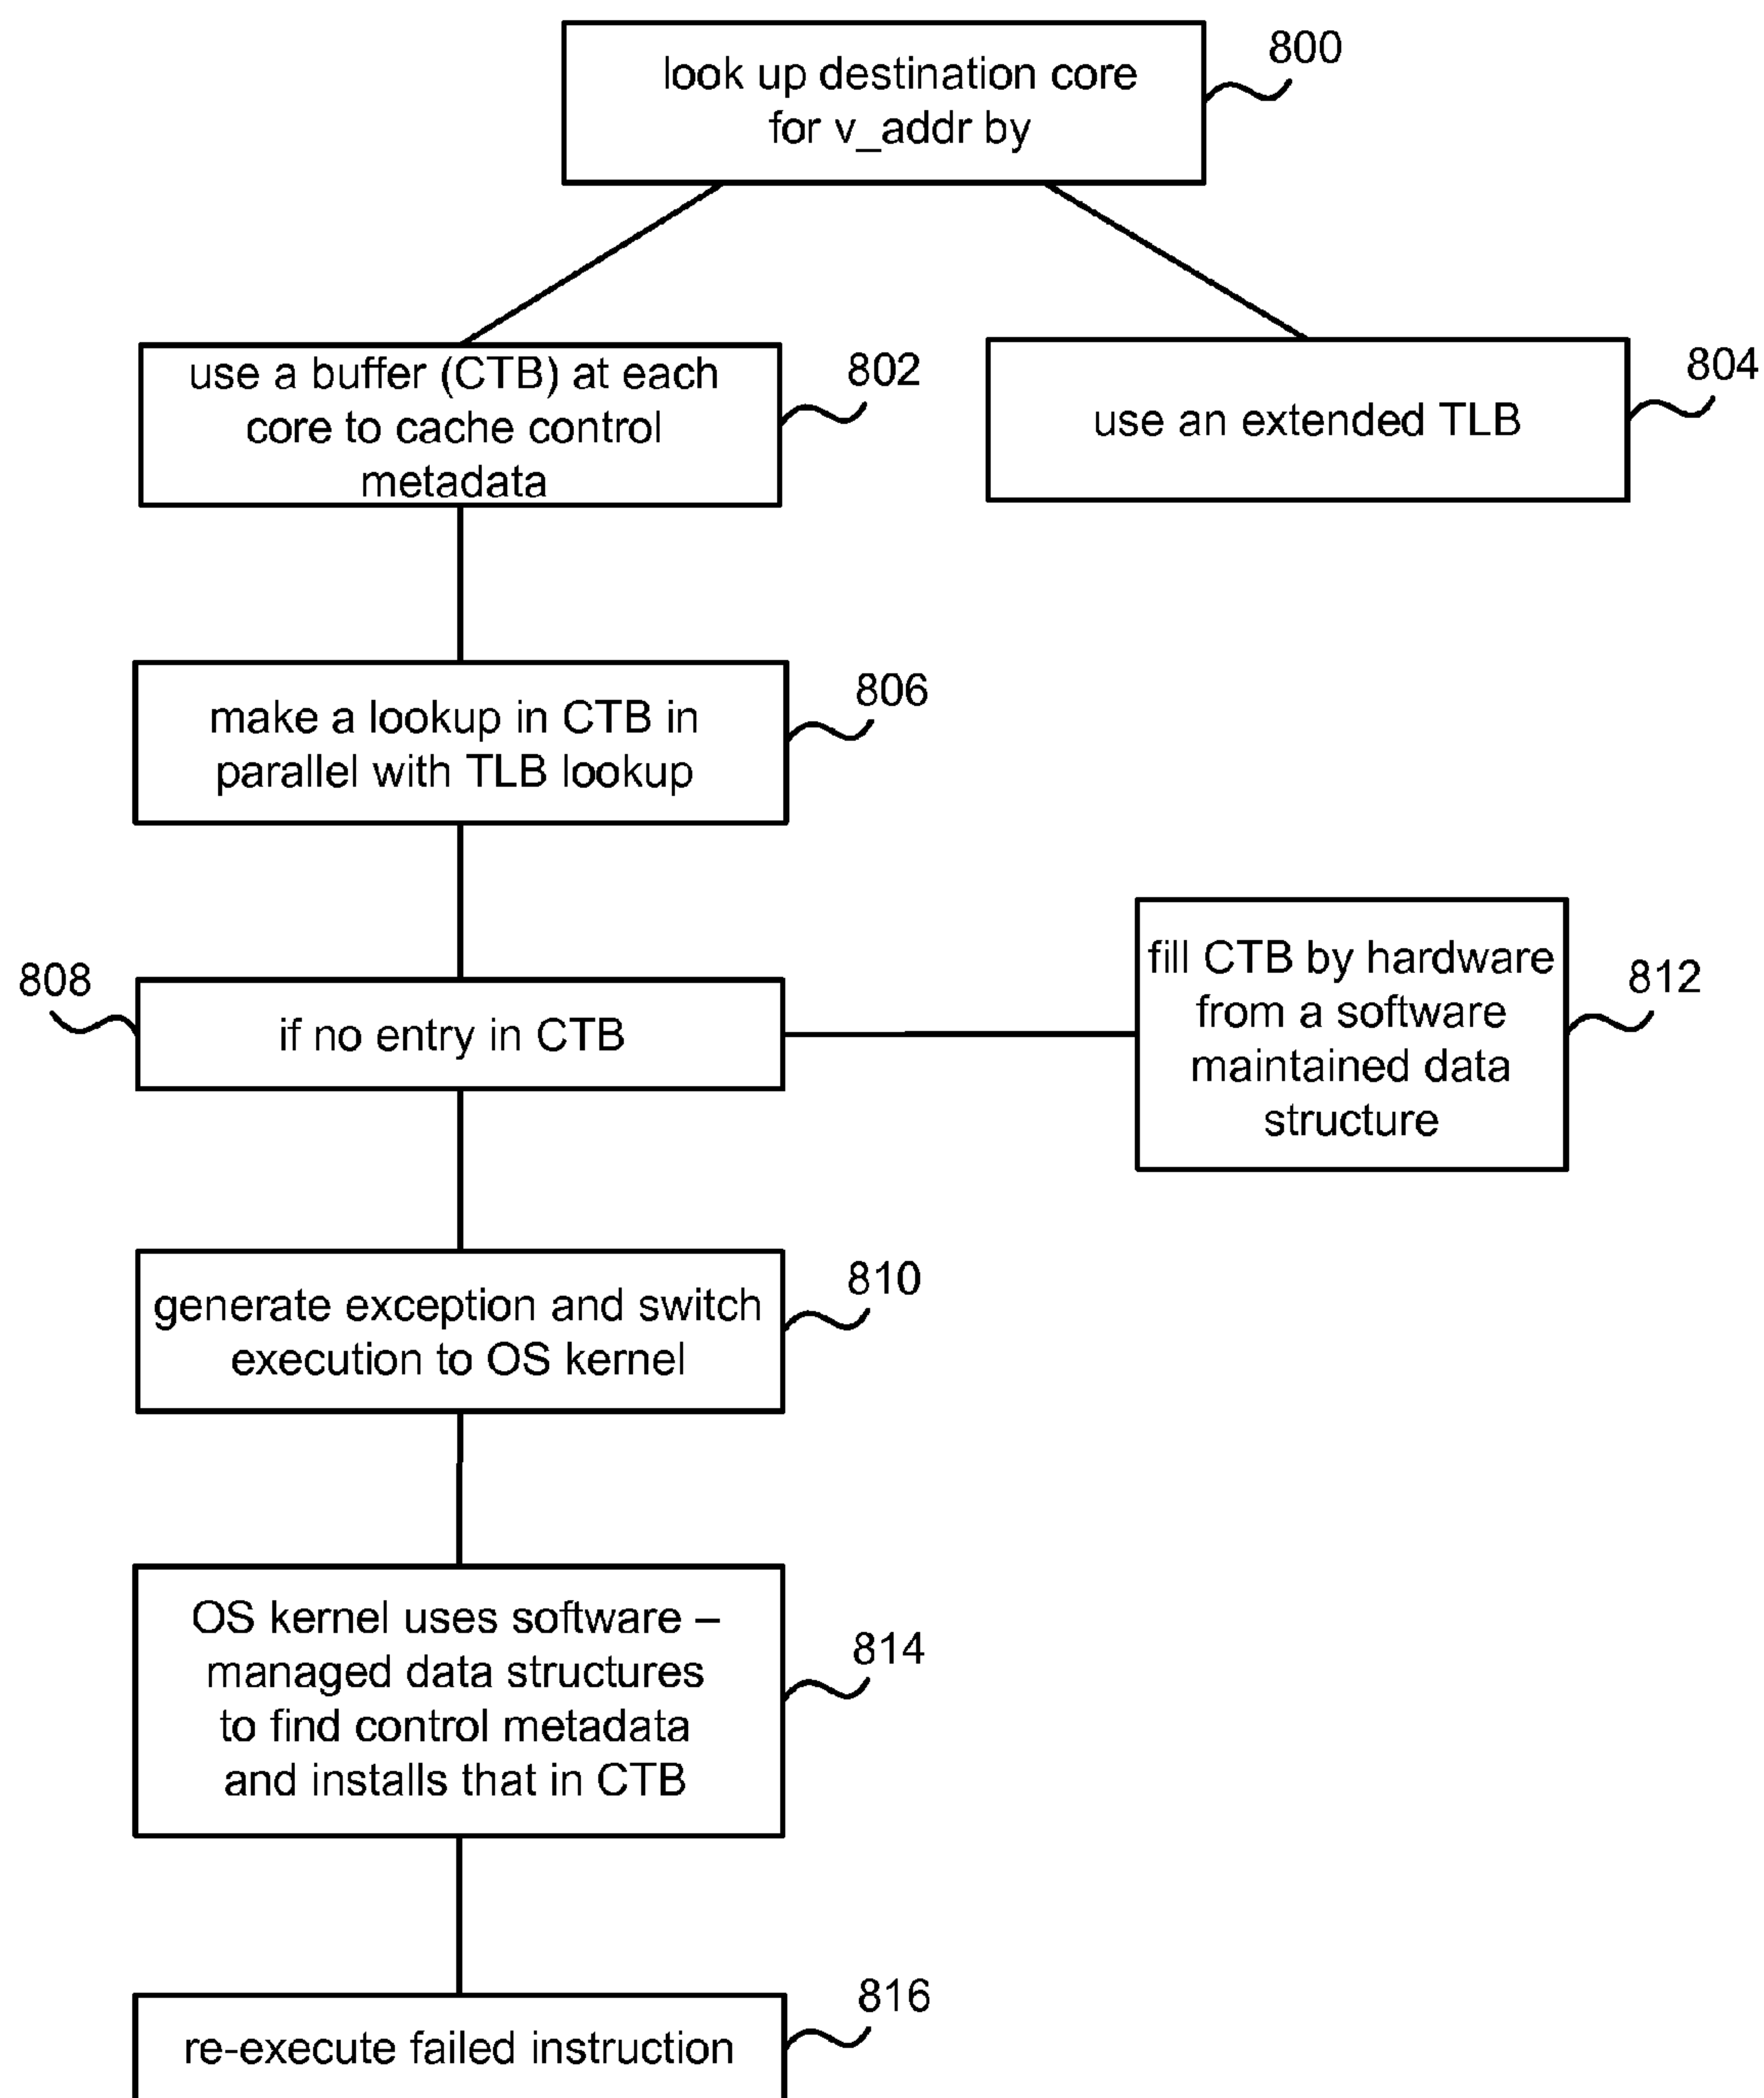 look up destination core
for v_addr by
800
use a buffer (CTB) at each
core to cache control
metadata
802
use an extended TLB
804
make a lookup in CTB in
parallel with TLB lookup
806
808
if no entry in CTB
fill CTB by hardware
from a software
maintained data
structure
812
generate exception and switch
execution to OS kernel
810
OS kernel uses software –
managed data structures
to find control metadata
and installs that in CTB
814
re-execute failed instruction
816